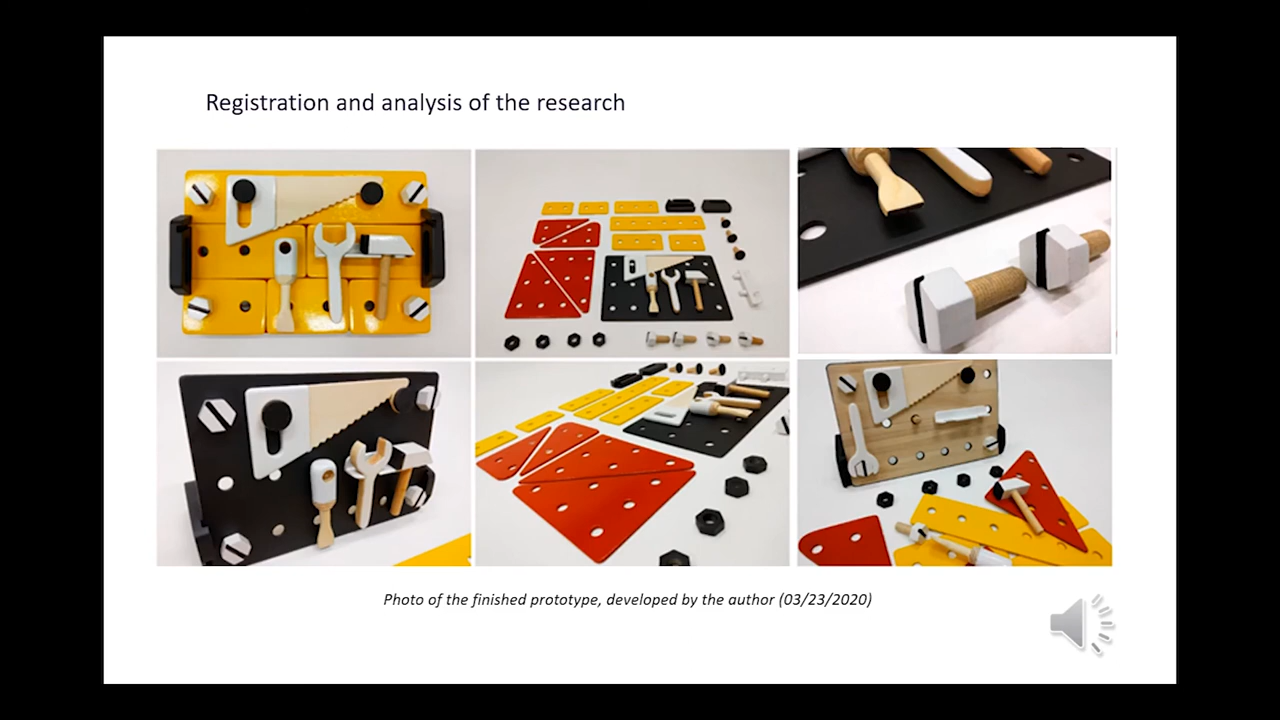 Registration and analysis of the research
Photo of the finished prototype, developed by the author (03/23/2020)